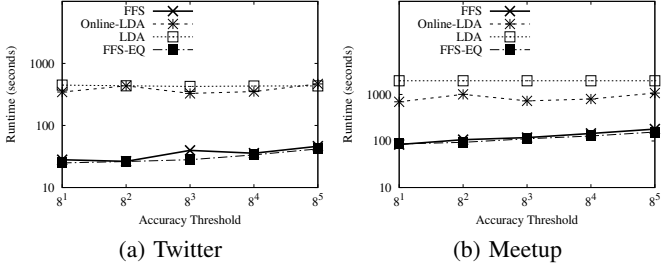 FFS
Online-LDA
LDA
FFS-EQ
1000
100
10
Runtime (seconds)
8^1 8^2 8^3 8^4 8^5
Accuracy Threshold
(a) Twitter
FFS
Online-LDA
LDA
FFS-EQ
1000
100
10
Runtime (seconds)
8^1 8^2 8^3 8^4 8^5
Accuracy Threshold
(b) Meetup